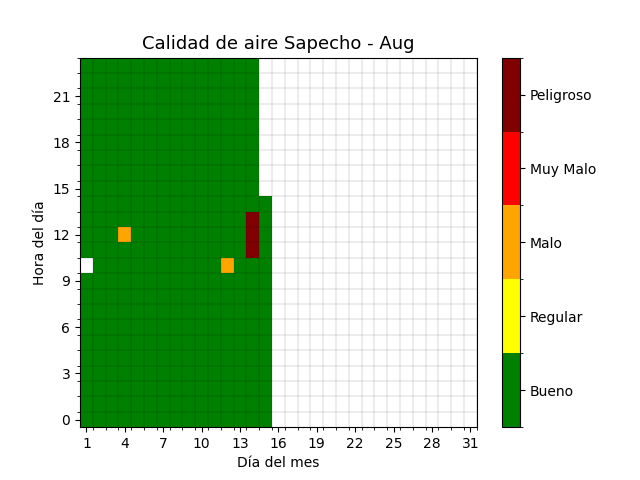 Calidad de aire Sapecho - Aug
Hora del día
21
18
15
12
9
6
3
0
1 4 7 10 13 16 19 22 25 28 31
Día del mes
Peligroso
Muy Malo
Malo
Regular
Bueno